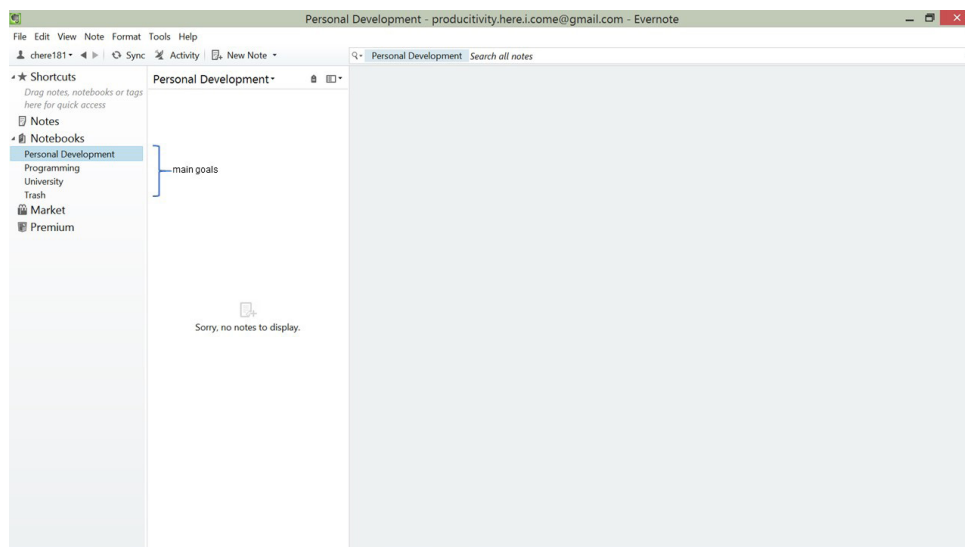 Personal Development - producitivity.here.i.come@gmail.com - Evernote
File Edit View Note Format Tools Help
chere181 Sync Activity New Note
Personal Development Search all notes
Shortcuts
Drag notes, notebooks or tags
here for quick access
Notes
Notebooks
Personal Development
Programming
University
Trash
Market
Premium
Personal Development
main goals
Sorry, no notes to display.